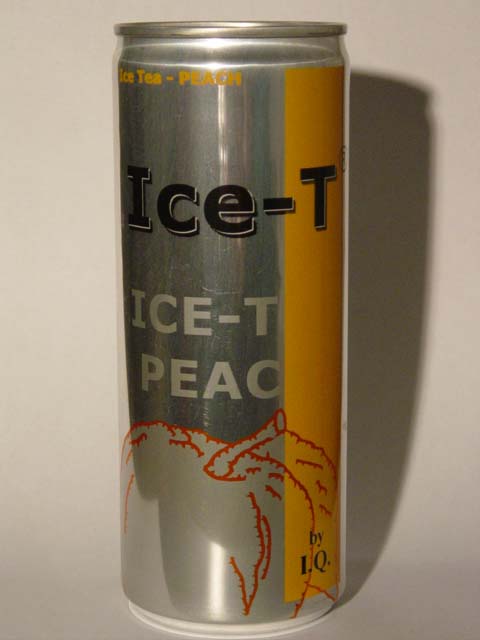 Ice Tea - PEACH
Ice-T®
ICE-T
PEAC
by
I.Q.